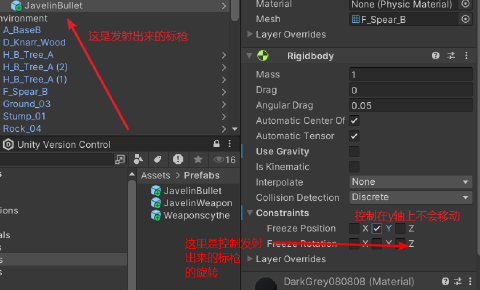 JavelinBullet
nvironment
A_BaseB
D_Knarr_Wood
H_B_Tree_A
H_B_Tree_A (2)
H_B_Tree_A (1)
F_Spear_B
Ground_03
Stump_01
Rock_04
这是发射出来的标枪
Unity Version Control
16
Assets > Prefabs
JavelinBullet
JavelinWeapon
Weaponscythe
这里是控制发射
出来的标枪
的旋转
Material
None (Physic Material)
Mesh
F_Spear_B
Layer Overrides
Rigidbody
Mass
1
Drag
0
Angular Drag
0.05
Automatic Center Of
Automatic Tensor
Use Gravity
Is Kinematic
Interpolate
None
Collision Detection
Discrete
Constraints
控制在y轴上不会移动
Freeze Position
X
Y
Z
Freeze Rotation
X
Y
Z
Layer Overrides
DarkGrey080808 (Material)